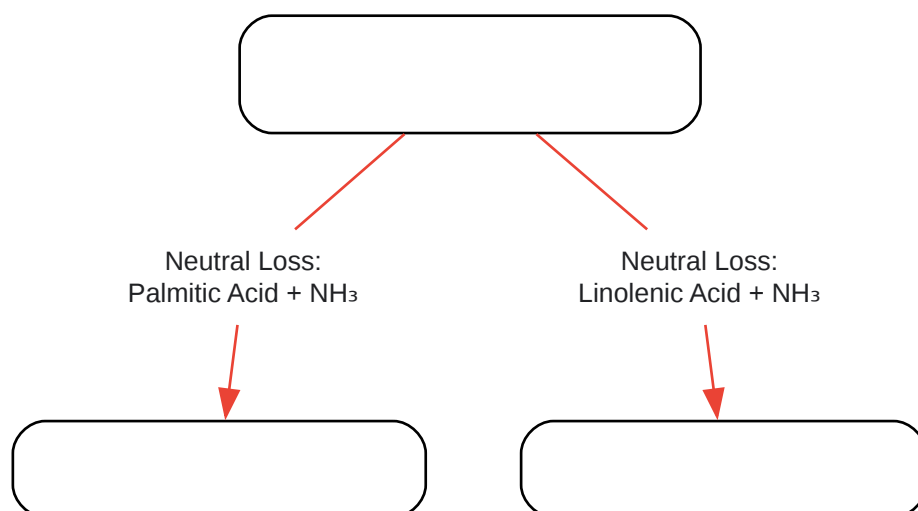 Neutral Loss:
Palmitic Acid + NH₃
Neutral Loss:
Linolenic Acid + NH₃